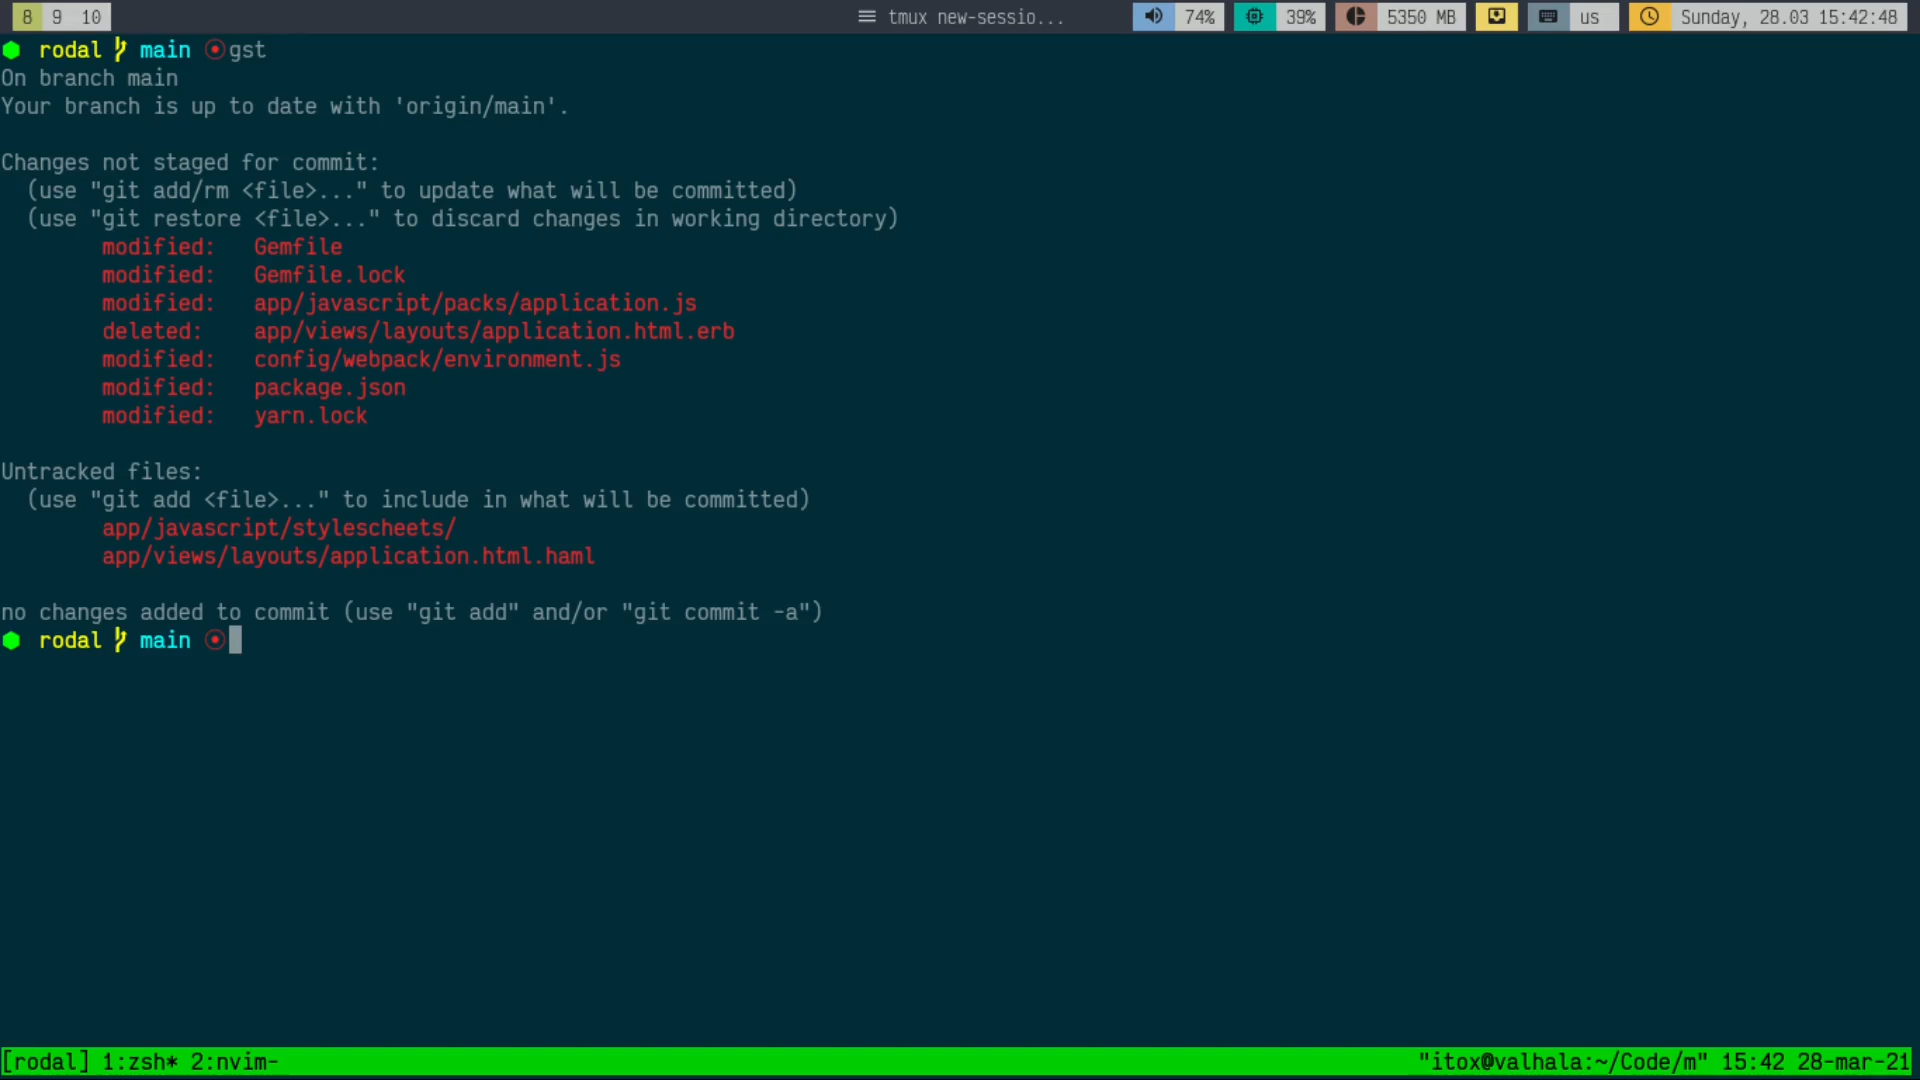 8 9 10 tmux new-sessio... 74% 39% 5350 MB us Sunday, 28.03 15:42:48
rodal main gst
On branch main
Your branch is up to date with 'origin/main'.
Changes not staged for commit:
(use "git add/rm <file>..." to update what will be committed)
(use "git restore <file>..." to discard changes in working directory)
modified: Gemfile
modified: Gemfile.lock
modified: app/javascript/packs/application.js
deleted: app/views/layouts/application.html.erb
modified: config/webpack/environment.js
modified: package.json
modified: yarn.lock
Untracked files:
(use "git add <file>..." to include in what will be committed)
app/javascript/stylescheets/
app/views/layouts/application.html.haml
no changes added to commit (use "git add" and/or "git commit -a")
rodal main
[rodal] 1:zsh* 2:nvim- "itox@valhala:~/Code/m" 15:42 28-mar-21